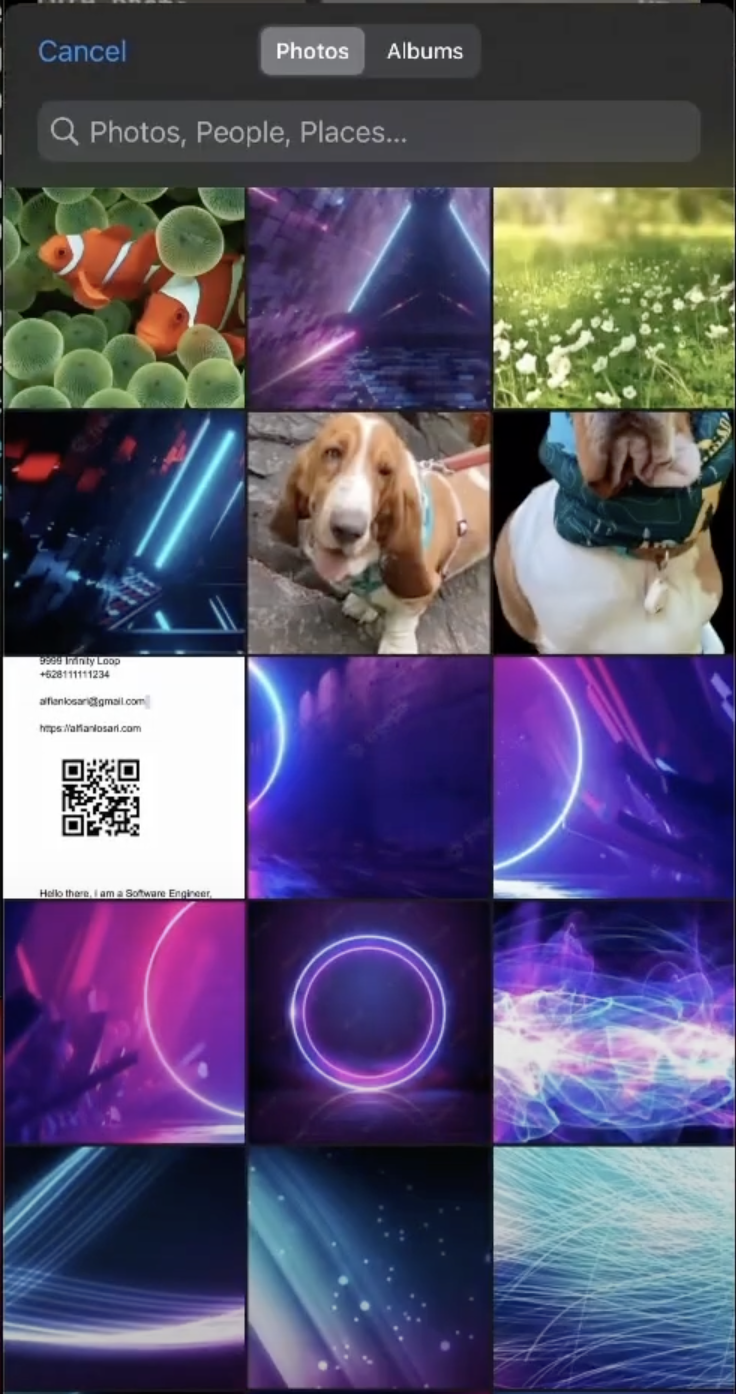 Cancel
Photos
Albums
Photos, People, Places...
9999 Infinity Loop
+628111111234
alfianlosari@gmail.com
https://alfianlosari.com
Hello there, i am a Software Engineer,